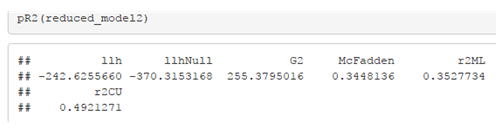 pR2(reduced_model2)
## llh llhNull G2 McFadden r2ML
## -242.6255660 -370.3153168 255.3795016 0.3448136 0.3527734
## r2CU
## 0.4921271